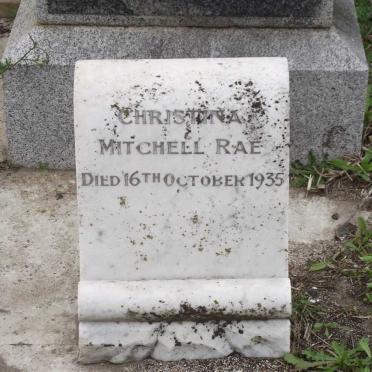 CHRISTINA
MITCHELL RAE
DIED 16TH OCTOBER 1935